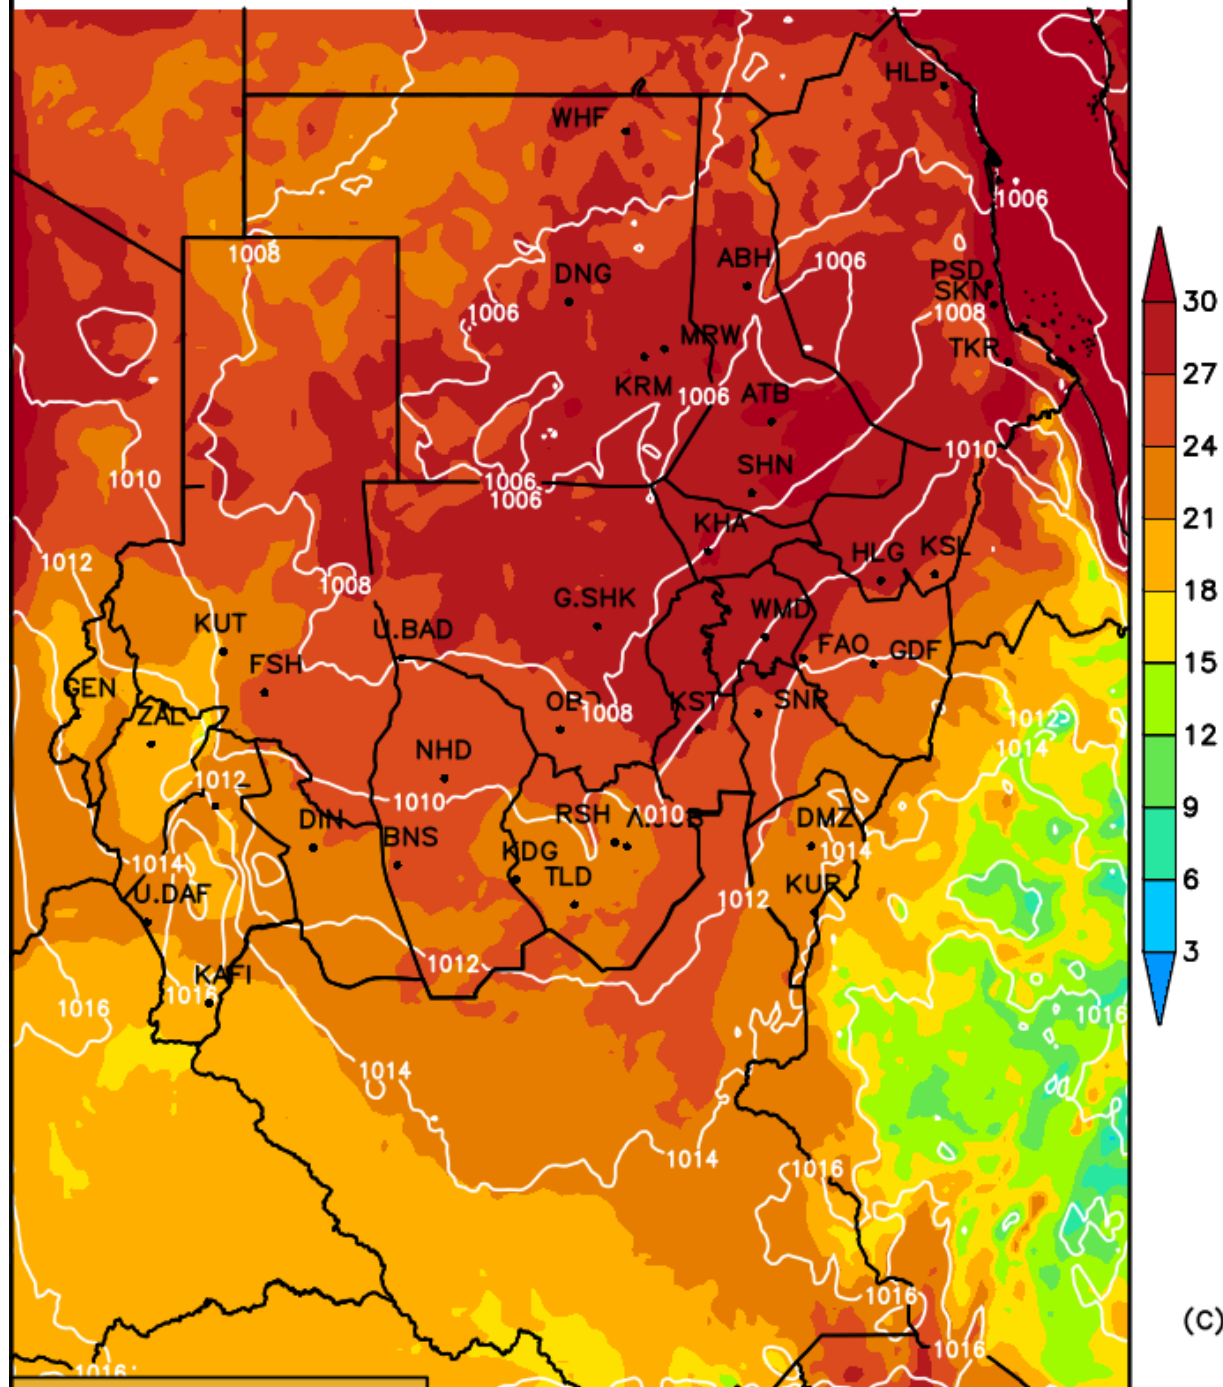 HLB
WHF
1006
1008
ABH
1006
DNG
PSD
SKN
1006
1008
30
MRW
TKR
27
KRM
1006
ATB
24
1010
SHN
1010
1006
1006
21
KHA
HLG
KSL
1012
1008
18
G.SHK
WMD
KUT
U.BAD
FAO
GDF
15
FSH
GEN
KST
SNR
1008
ZAL
1012
12
1014
NHD
1012
1010
9
RSH
1010
DIN
DMZ
BNS
KDG
1014
1014
6
TLD
KUR
U.DAF
1012
3
1012
KAFI
1016
1016
1016
1014
1014
1016
1016
(C)
1016
1016